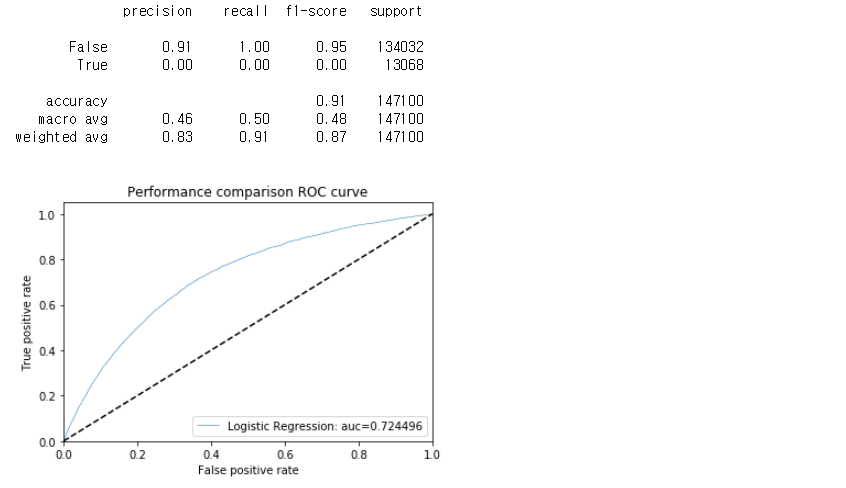 precision recall f1-score support
False 0.91 1.00 0.95 134032
True 0.00 0.00 0.00 13068
accuracy 0.91 147100
macro avg 0.46 0.50 0.48 147100
weighted avg 0.83 0.91 0.87 147100
Performance comparison ROC curve
1.0
0.8
0.6
0.4
0.2
0.0
True positive rate
Logistic Regression: auc=0.724496
0.0 0.2 0.4 0.6 0.8 1.0
False positive rate